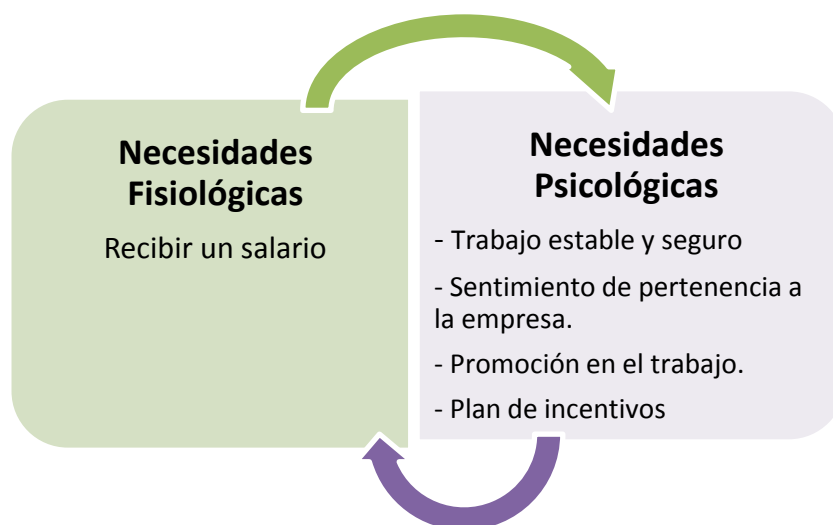 Necesidades
Fisiológicas
Recibir un salario
Necesidades
Psicológicas
- Trabajo estable y seguro
- Sentimiento de pertenencia a
la empresa.
- Promoción en el trabajo.
- Plan de incentivos